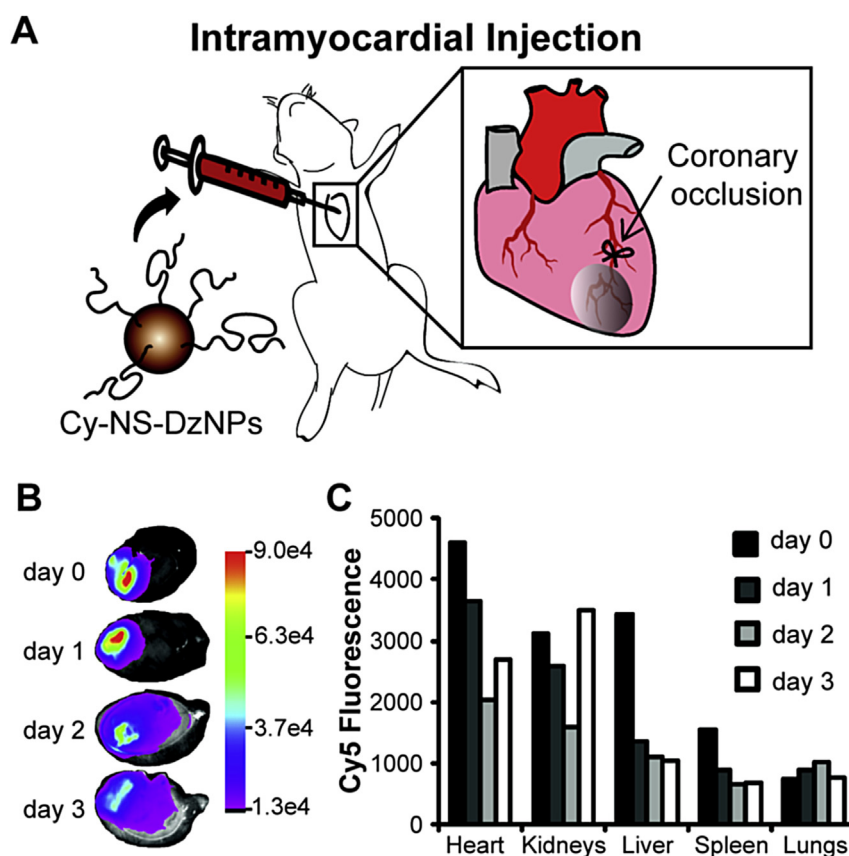 A
Intramyocardial Injection
Coronary
occlusion
Cy-NS-DzNPs
B
day 0
day 1
day 2
day 3
9.0e4
6.3e4
3.7e4
1.3e4
C
Cy5 Fluorescence
5000
4000
3000
2000
1000
0
day 0
day 1
day 2
day 3
Heart Kidneys Liver Spleen Lungs